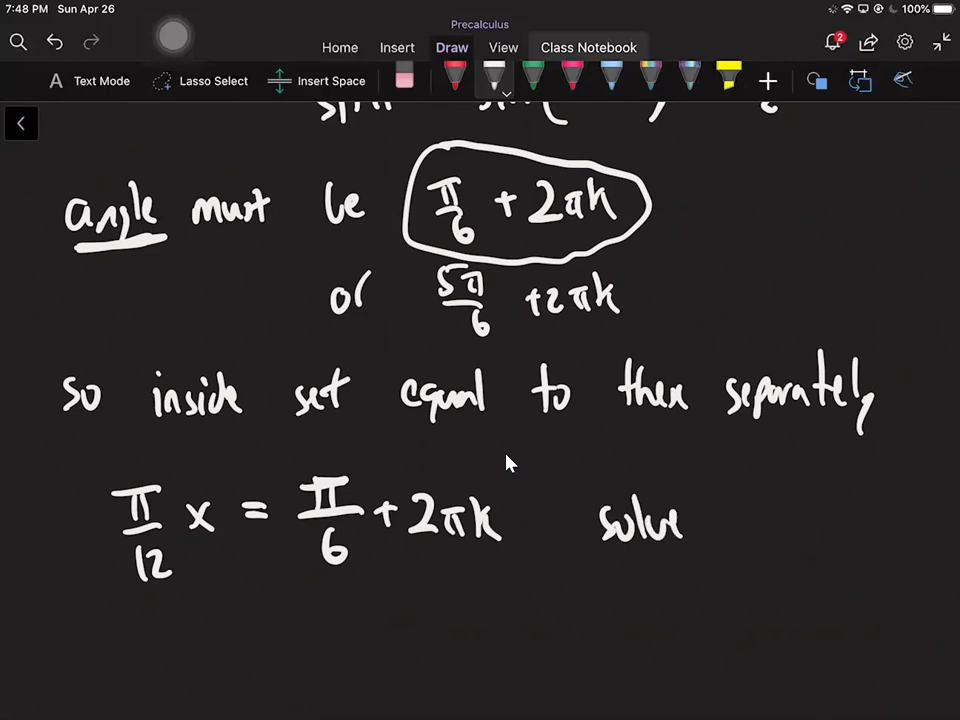 7:48 PM Sun Apr 26 100%
Precalculus
Home Insert Draw View Class Notebook 2
Text Mode Lasso Select Insert Space
angle must be π/6 + 2πk
or 5π/6 + 2πk
so inside set equal to these separately
π/12 x = π/6 + 2πk solve